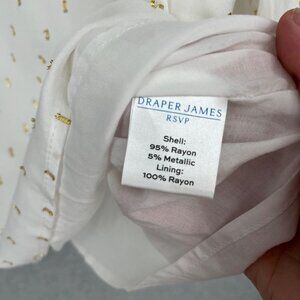 DRAPER JAMES
RSVP
Shell:
95% Rayon
5% Metallic
Lining:
100% Rayon